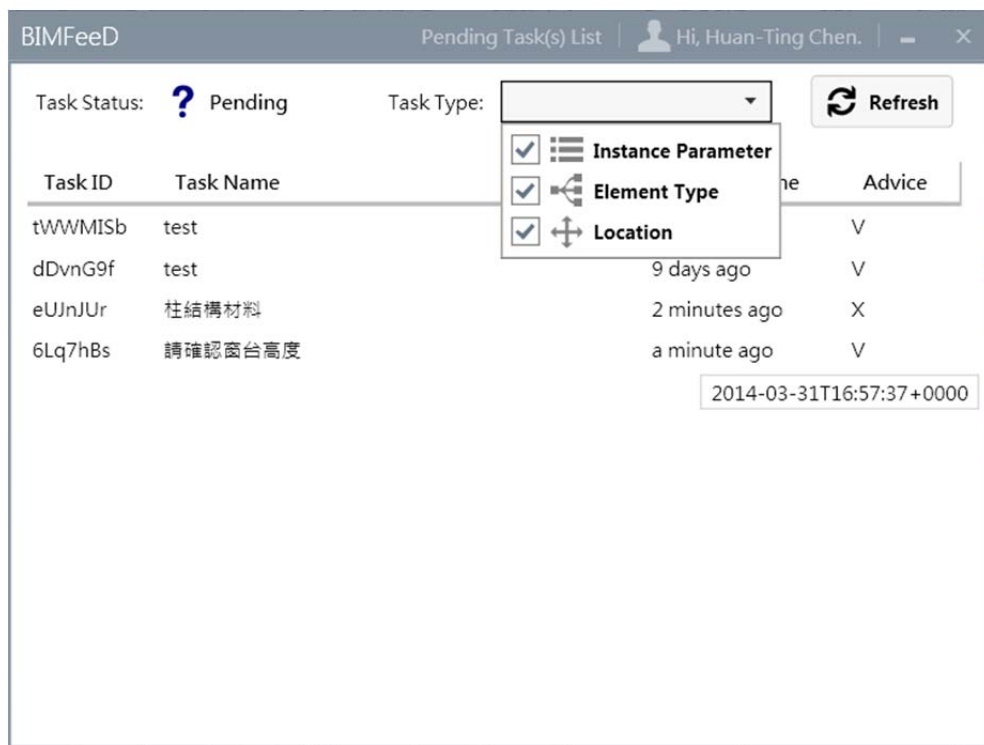 BIMFeeD Pending Task(s) List Hi, Huan-Ting Chen.
Task Status: ? Pending Task Type: Refresh
Instance Parameter
Element Type
Location
Task ID Task Name Advice
tWWMISb test V
dDvnG9f test 9 days ago V
eUJnJUr 柱結構材料 2 minutes ago X
6Lq7hBs 請確認窗台高度 a minute ago V
2014-03-31T16:57:37+0000